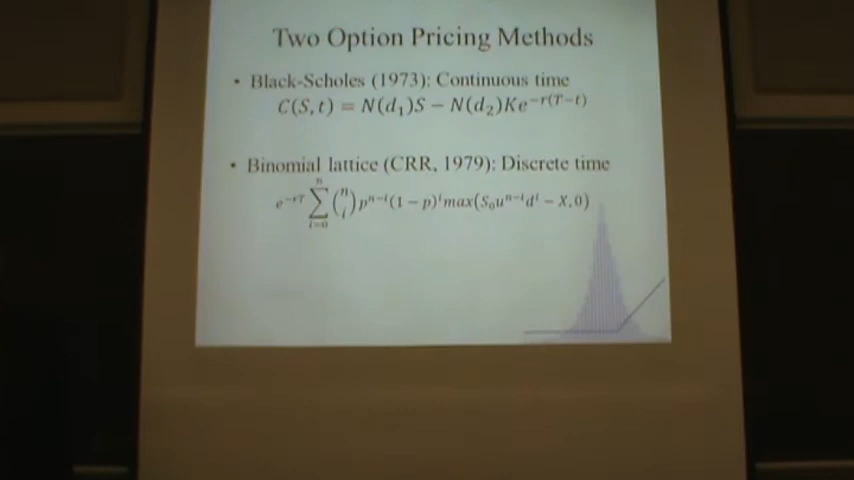 Two Option Pricing Methods
• Black-Scholes (1973): Continuous time
C(S, t) = N(d₁)S − N(d₂)Ke^{−r(T−t)}
• Binomial lattice (CRR, 1979): Discrete time
e^{−rT} ∑_{i=0}^{n} (n i) p^{n−i}(1 − p)^i max(S₀u^{n−i}d^i − X, 0)